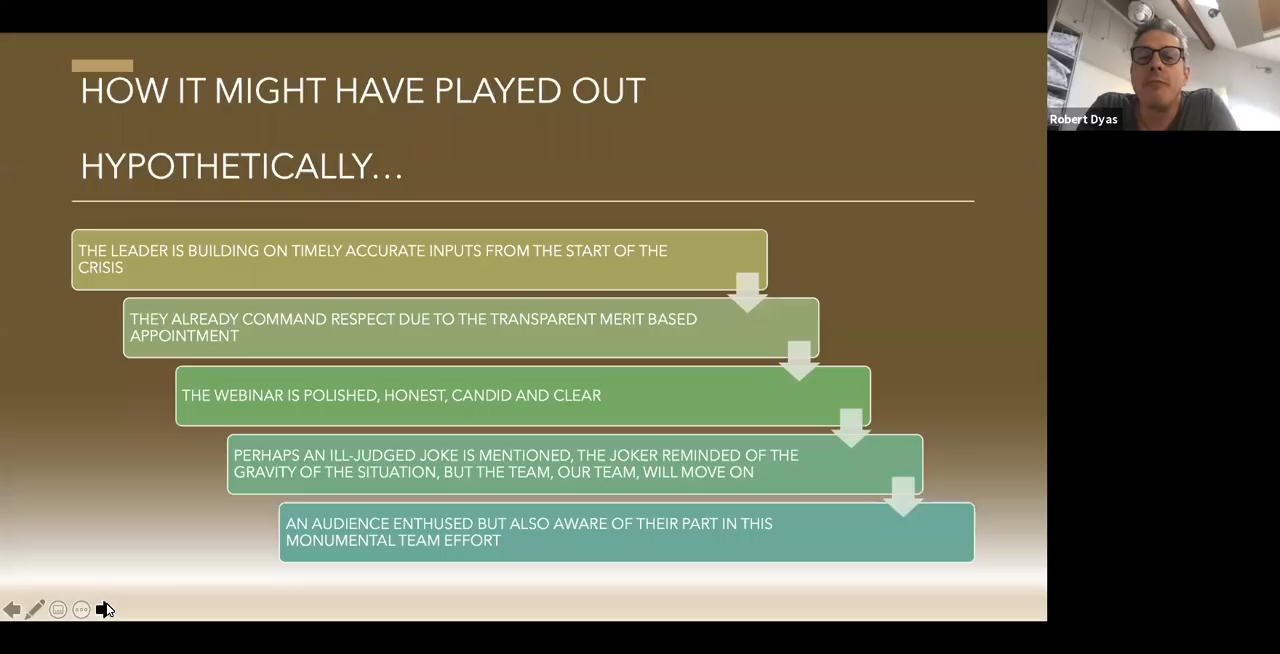 HOW IT MIGHT HAVE PLAYED OUT
HYPOTHETICALLY...
THE LEADER IS BUILDING ON TIMELY ACCURATE INPUTS FROM THE START OF THE
CRISIS
THEY ALREADY COMMAND RESPECT DUE TO THE TRANSPARENT MERIT BASED
APPOINTMENT
THE WEBINAR IS POLISHED, HONEST, CANDID AND CLEAR
PERHAPS AN ILL-JUDGED JOKE IS MENTIONED, THE JOKER REMINDED OF THE
GRAVITY OF THE SITUATION, BUT THE TEAM, OUR TEAM, WILL MOVE ON
AN AUDIENCE ENTHUSED BUT ALSO AWARE OF THEIR PART IN THIS
MONUMENTAL TEAM EFFORT
Robert Dyas